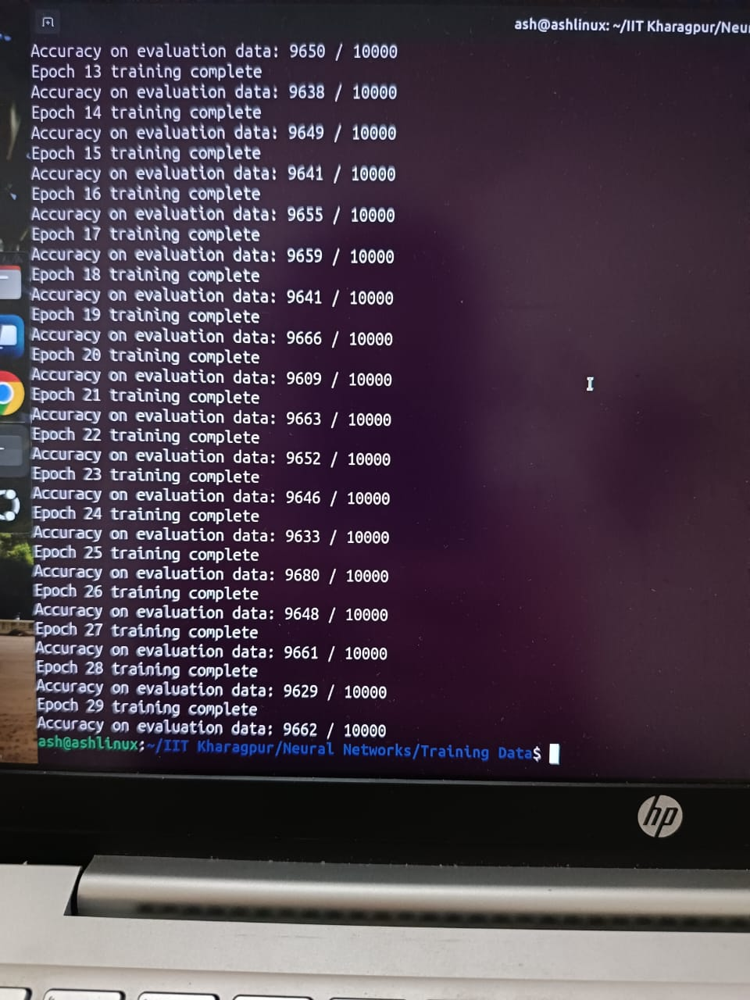 ash@ashlinux: ~/IIT Kharagpur/Neu
Accuracy on evaluation data: 9650 / 10000
Epoch 13 training complete
Accuracy on evaluation data: 9638 / 10000
Epoch 14 training complete
Accuracy on evaluation data: 9649 / 10000
Epoch 15 training complete
Accuracy on evaluation data: 9641 / 10000
Epoch 16 training complete
Accuracy on evaluation data: 9655 / 10000
Epoch 17 training complete
Accuracy on evaluation data: 9659 / 10000
Epoch 18 training complete
Accuracy on evaluation data: 9641 / 10000
Epoch 19 training complete
Accuracy on evaluation data: 9666 / 10000
Epoch 20 training complete
Accuracy on evaluation data: 9609 / 10000
Epoch 21 training complete
Accuracy on evaluation data: 9663 / 10000
Epoch 22 training complete
Accuracy on evaluation data: 9652 / 10000
Epoch 23 training complete
Accuracy on evaluation data: 9646 / 10000
Epoch 24 training complete
Accuracy on evaluation data: 9633 / 10000
Epoch 25 training complete
Accuracy on evaluation data: 9680 / 10000
Epoch 26 training complete
Accuracy on evaluation data: 9648 / 10000
Epoch 27 training complete
Accuracy on evaluation data: 9661 / 10000
Epoch 28 training complete
Accuracy on evaluation data: 9629 / 10000
Epoch 29 training complete
Accuracy on evaluation data: 9662 / 10000
ash@ashlinux:~/IIT Kharagpur/Neural Networks/Training Data$
hp